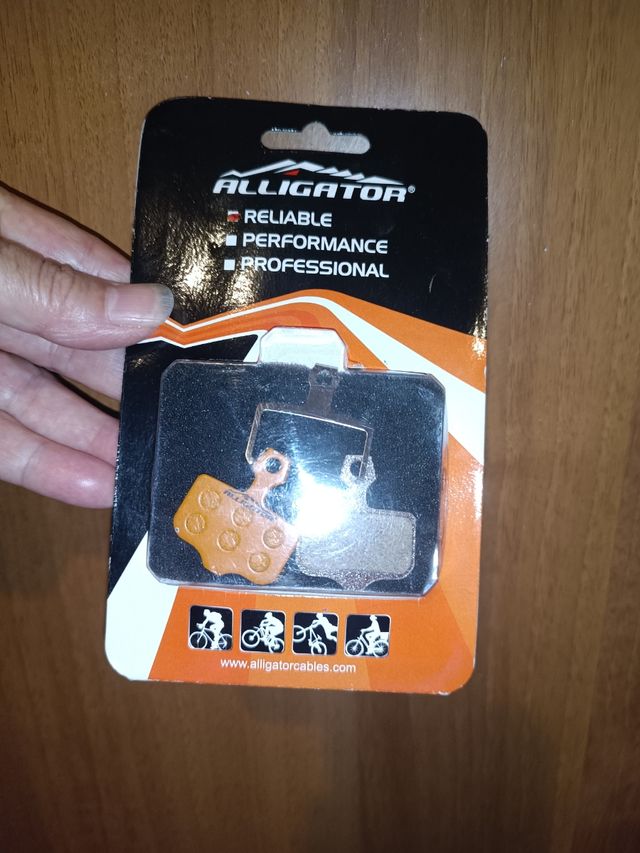 ALLIGATOR®
RELIABLE
PERFORMANCE
PROFESSIONAL
ALLIGATOR
www.alligatorcables.com